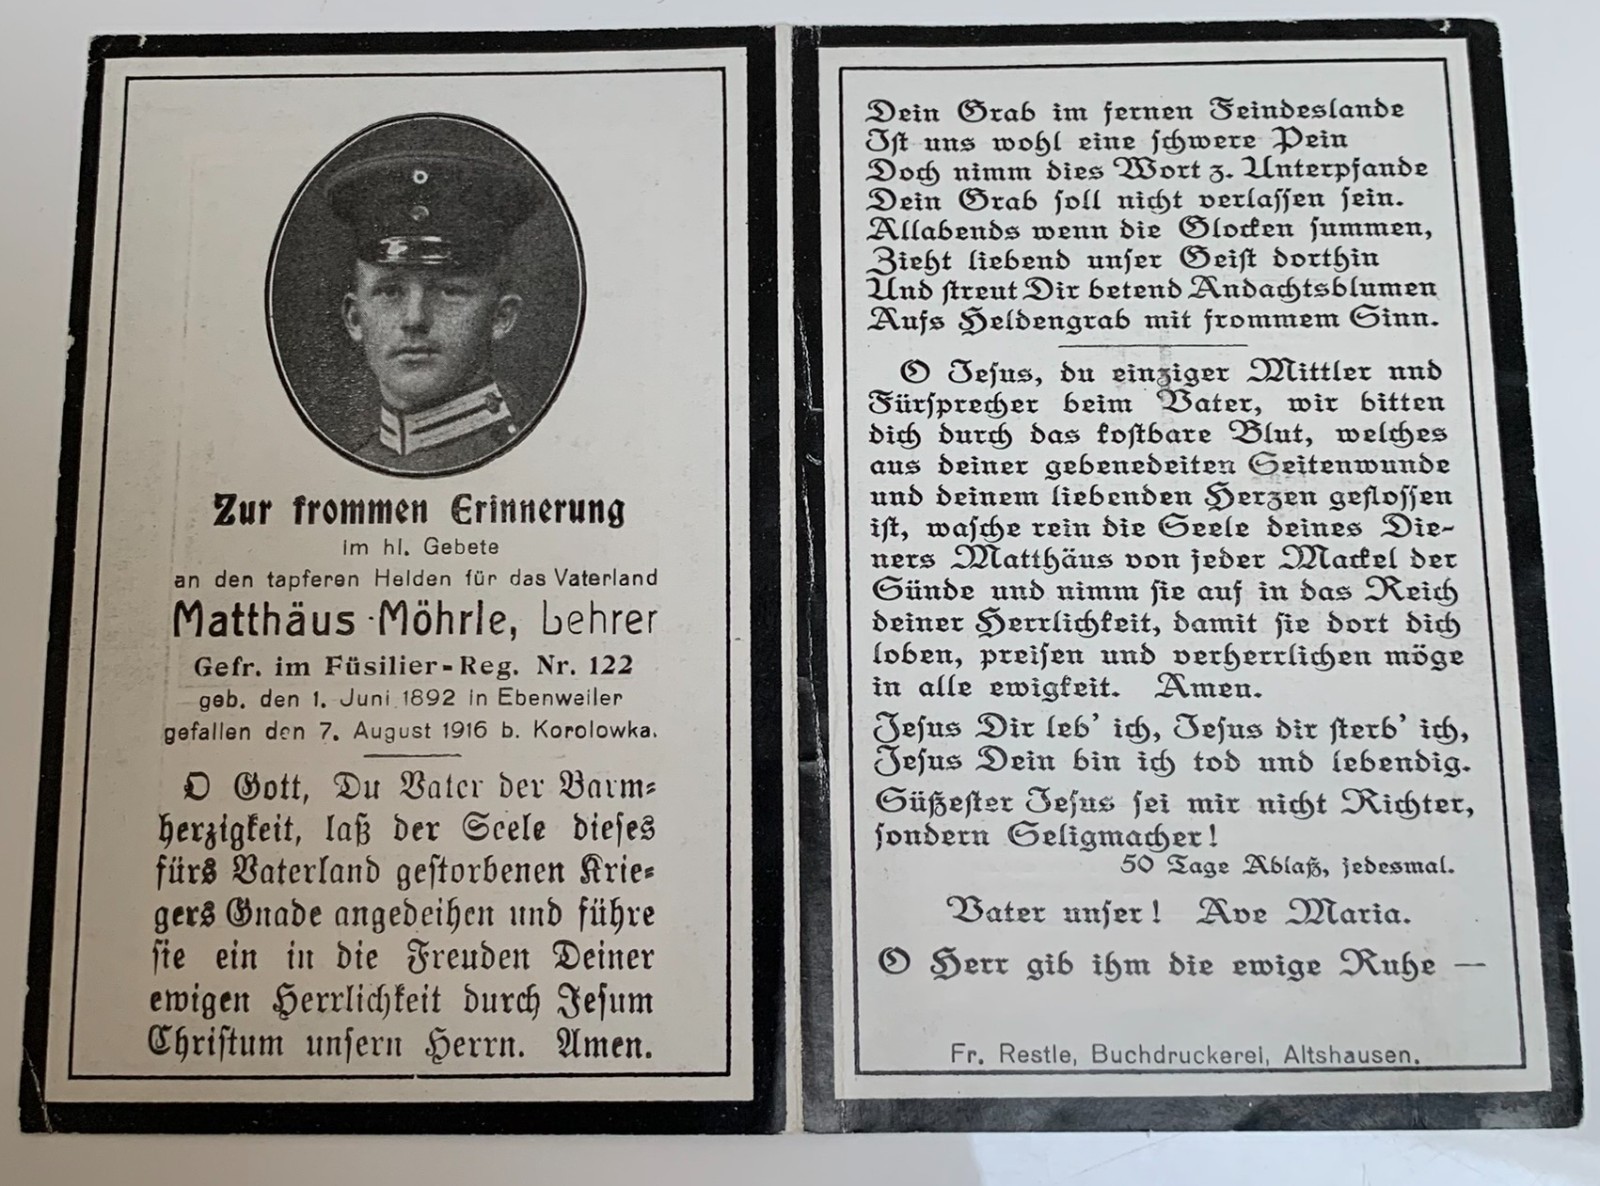 Zur frommen Erinnerung
im hl. Gebete
an den tapferen Helden für das Vaterland
Matthäus Möhrle, Lehrer
Gefr. im Füsilier-Reg. Nr. 122
geb. den 1. Juni 1892 in Ebenweiler
gefallen den 7. August 1916 b. Korolowka.
O Gott, Du Vater der Barm-
herzigkeit, laß der Seele dieses
fürs Vaterland gestorbenen Krie-
gers Gnade angedeihen und führe
sie ein in die Freuden Deiner
ewigen Herrlichkeit durch Jesum
Christum unsern Herrn. Amen.
Dein Grab im fernen Feindeslande
Ist uns wohl eine schwere Pein
Doch nimm dies Wort z. Unterpfande
Dein Grab soll nicht verlassen sein.
Allabends wenn die Glocken summen,
Zieht liebend unser Geist dorthin
Und streut Dir betend Andachtsblumen
Aufs Heldengrab mit frommem Sinn.
O Jesus, du einziger Mittler und
Fürsprecher beim Vater, wir bitten
dich durch das kostbare Blut, welches
aus deiner gebenedeiten Seitenwunde
und deinem liebenden Herzen geflossen
ist, wasche rein die Seele deines Die-
ners Matthäus von jeder Mackel der
Sünde und nimm sie auf in das Reich
deiner Herrlichkeit, damit sie dort dich
loben, preisen und verherrlichen möge
in alle ewigkeit. Amen.
Jesus Dir leb' ich, Jesus dir sterb' ich,
Jesus Dein bin ich tod und lebendig.
Süßester Jesus sei mir nicht Richter,
sondern Seligmacher!
50 Tage Ablaß, jedesmal.
Vater unser! Ave Maria.
O Herr gib ihm die ewige Ruhe —
Fr. Restle, Buchdruckerei, Altshausen.